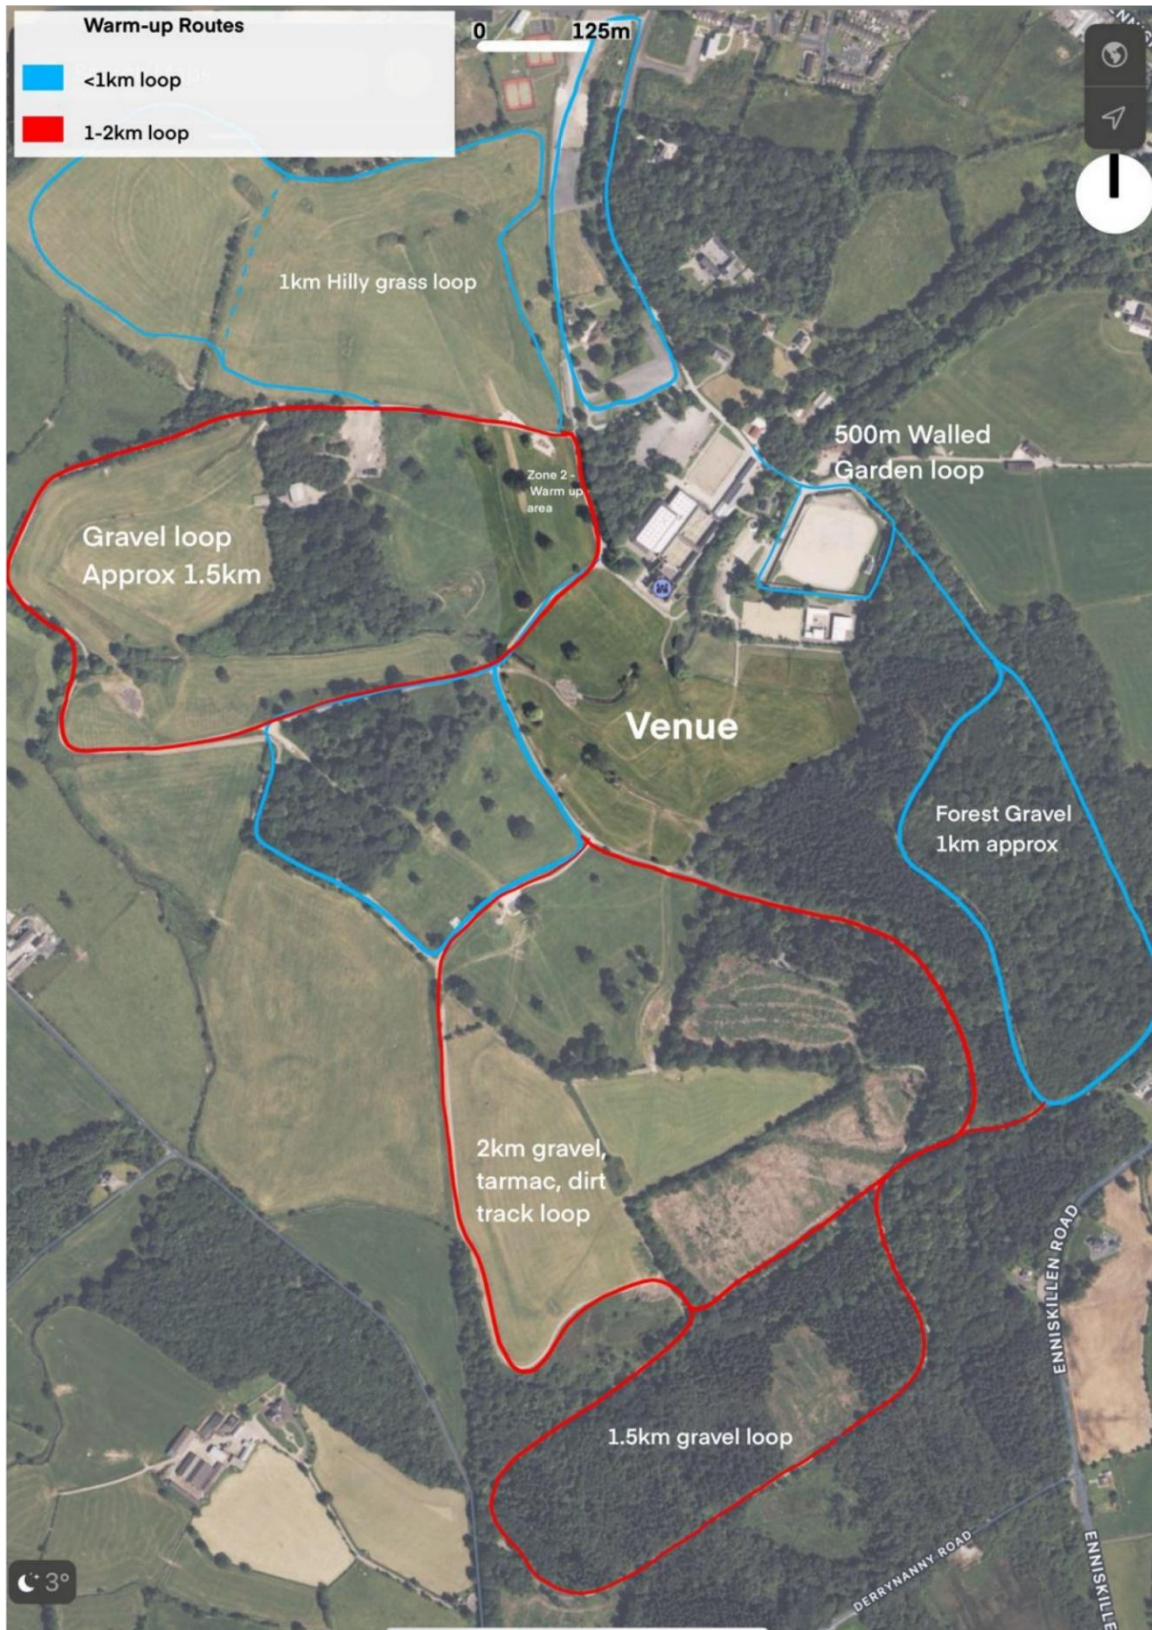 Warm-up Routes
<1km loop
1-2km loop
0 125m
1km Hilly grass loop
500m Walled
Garden loop
Zone 2 -
Warm up
area
Gravel loop
Approx 1.5km
Venue
Forest Gravel
1km approx
2km gravel,
tarmac, dirt
track loop
ENNISKILLEN ROAD
1.5km gravel loop
DERRYNANNY ROAD
ENNISKILLE
3°